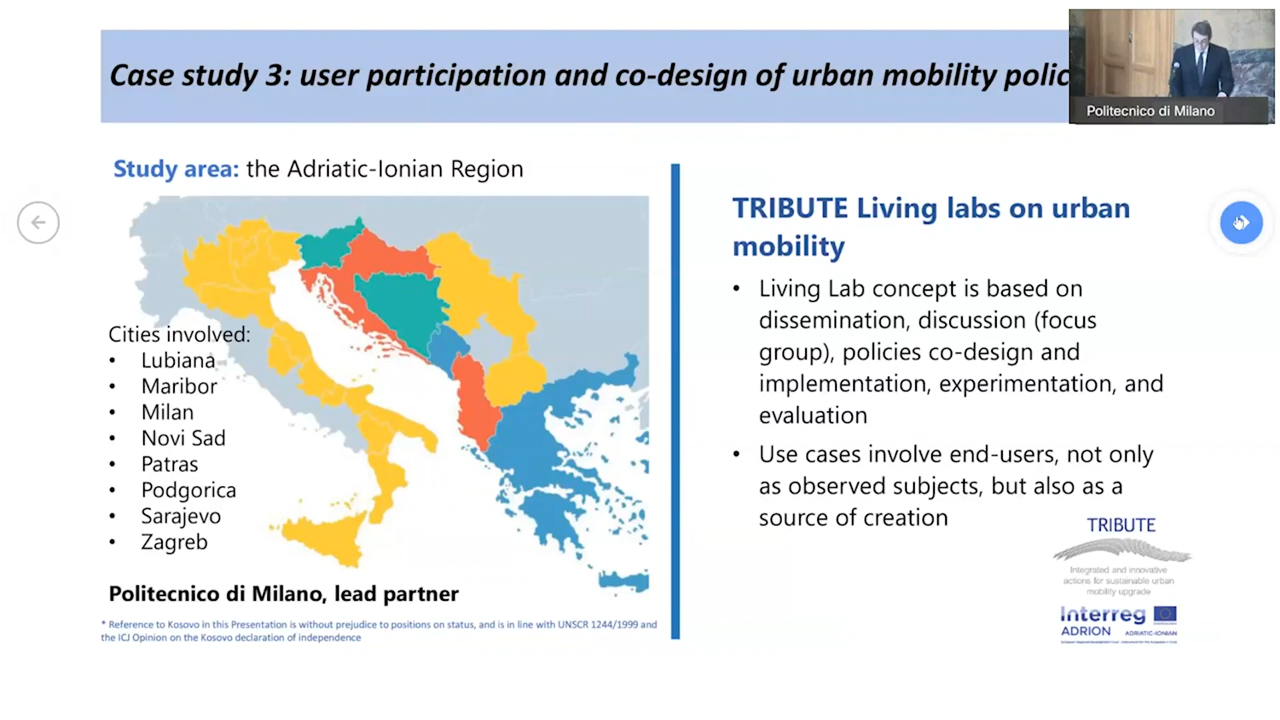 Case study 3: user participation and co-design of urban mobility polic
Politecnico di Milano
Study area: the Adriatic-Ionian Region
Cities involved:
• Lubiana
• Maribor
• Milan
• Novi Sad
• Patras
• Podgorica
• Sarajevo
• Zagreb
Politecnico di Milano, lead partner
* Reference to Kosovo in this Presentation is without prejudice to positions on status, and is in line with UNSCR 1244/1999 and
the ICJ Opinion on the Kosovo declaration of independence
TRIBUTE Living labs on urban
mobility
• Living Lab concept is based on
dissemination, discussion (focus
group), policies co-design and
implementation, experimentation, and
evaluation
• Use cases involve end-users, not only
as observed subjects, but also as a
source of creation
TRIBUTE
Integrated and innovative
actions for sustainable urban
mobility upgrade
Interreg
ADRION ADRIATIC-IONIAN